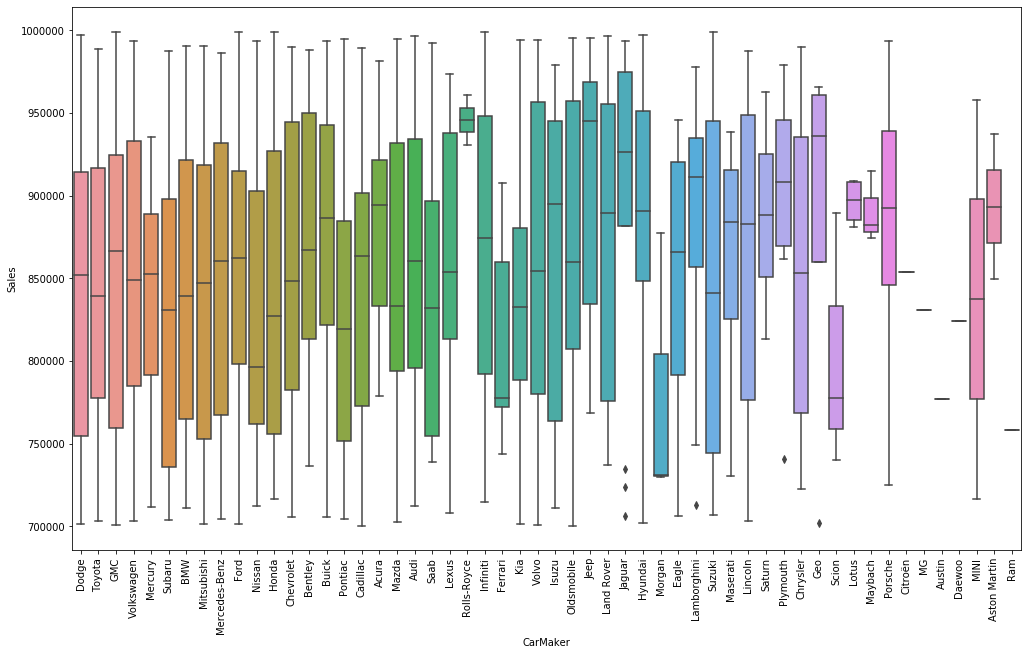 1000000
950000
900000
850000
800000
750000
700000
Sales
Dodge
Toyota
GMC
Volkswagen
Mercury
Subaru
BMW
Mitsubishi
Mercedes-Benz
Ford
Nissan
Honda
Chevrolet
Bentley
Buick
Pontiac
Cadillac
Acura
Mazda
Audi
Saab
Lexus
Rolls-Royce
Infiniti
Ferrari
Kia
Volvo
Isuzu
Oldsmobile
Jeep
Land Rover
Jaguar
Hyundai
Morgan
Eagle
Lamborghini
Suzuki
Maserati
Lincoln
Saturn
Plymouth
Chrysler
Geo
Scion
Lotus
Maybach
Porsche
Citroën
MG
Austin
Daewoo
MINI
Aston Martin
Ram
CarMaker